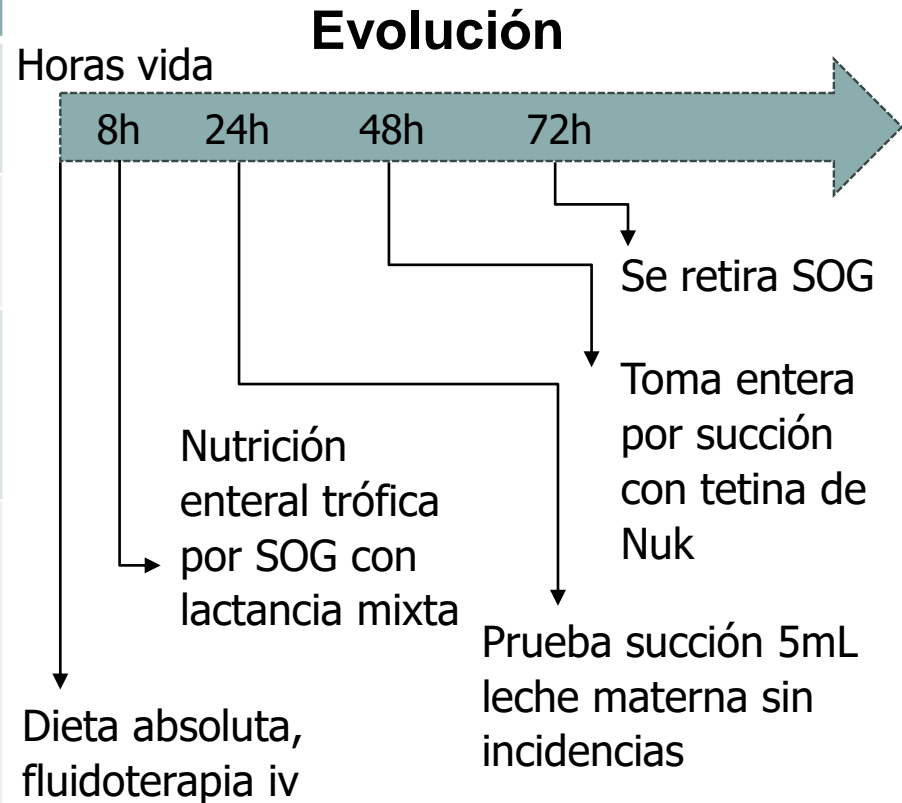 Evolución
Horas vida
8h 24h 48h 72h
Se retira SOG
Toma entera
por succión
con tetina de
Nuk
Nutrición
enteral trófica
por SOG con
lactancia mixta
Prueba succión 5mL
leche materna sin
incidencias
Dieta absoluta,
fluidoterapia iv